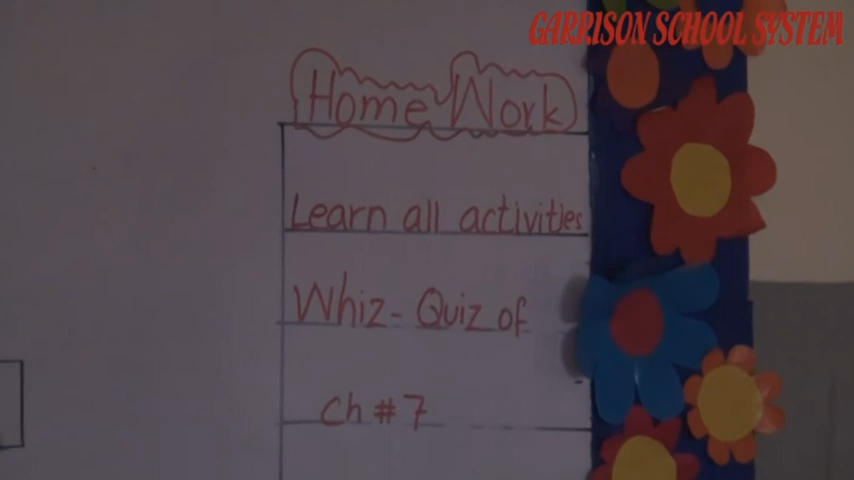 GARRISON SCHOOL SYSTEM
Home Work
Learn all activities
Whiz-Quiz of
Ch # 7